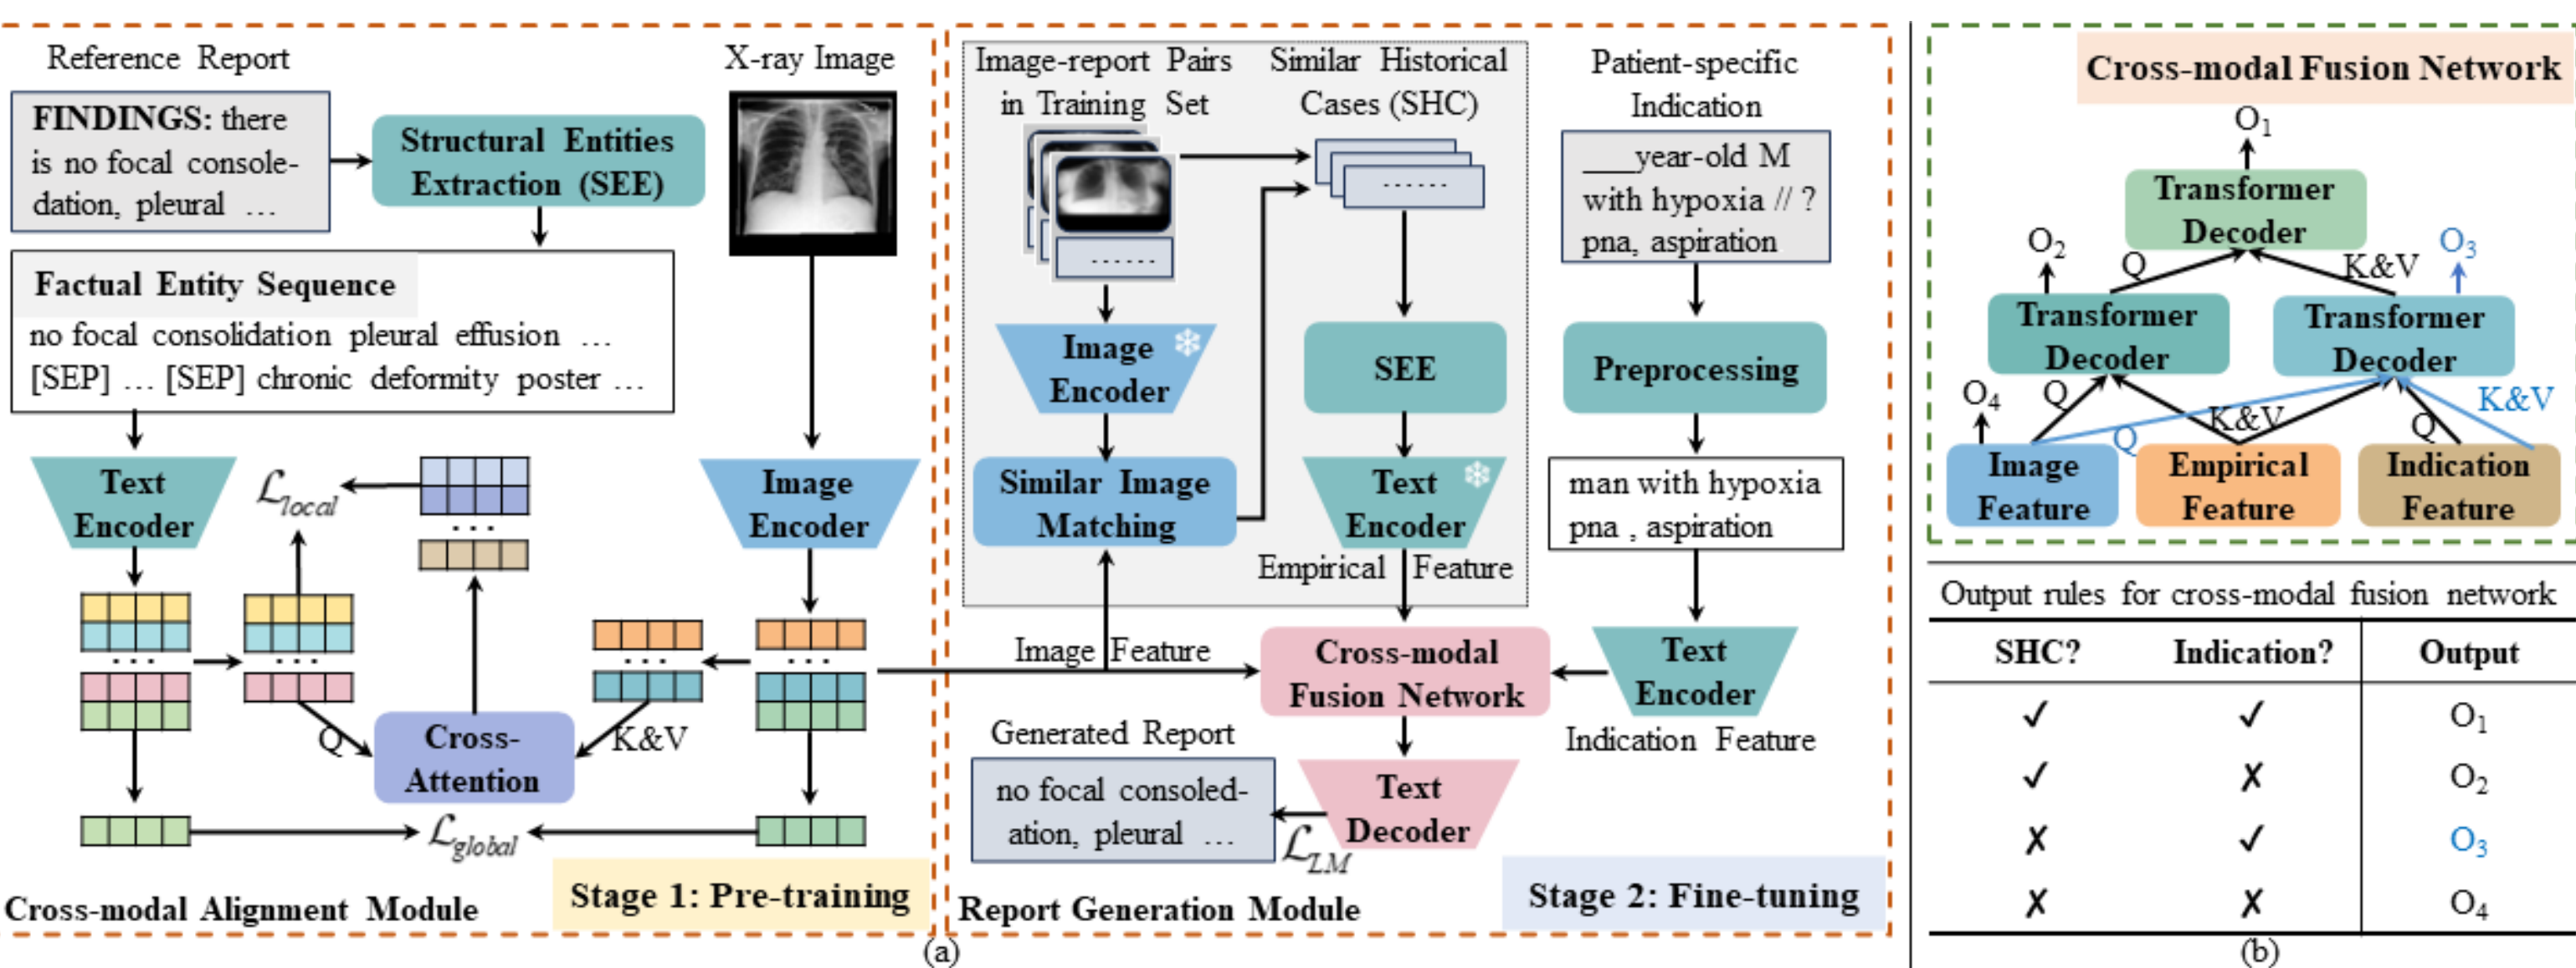 Reference Report
FINDINGS: there
is no focal console-
dation, pleural ...
Structural Entities
Extraction (SEE)
X-ray Image
Factual Entity Sequence
no focal consolidation pleural effusion ...
[SEP] ... [SEP] chronic deformity poster ...
Text
Encoder
L_local
...
Image
Encoder
...
...
...
Q
K&V
Cross-
Attention
L_global
Cross-modal Alignment Module
Stage 1: Pre-training
Image-report Pairs
in Training Set
......
Similar Historical
Cases (SHC)
......
Patient-specific
Indication
___year-old M
with hypoxia // ?
pna, aspiration
Image
Encoder
SEE
Preprocessing
Similar Image
Matching
Text
Encoder
man with hypoxia
pna , aspiration
Empirical Feature
Image Feature
Cross-modal
Fusion Network
Text
Encoder
Indication Feature
Generated Report
no focal consoled-
ation, pleural ...
Text
Decoder
L_LM
Report Generation Module
Stage 2: Fine-tuning
(a)
Cross-modal Fusion Network
O1
Transformer
Decoder
O2
O3
Q
K&V
Transformer
Decoder
Transformer
Decoder
O4
Q
K&V
Q
K&V
Q
Image
Feature
Empirical
Feature
Indication
Feature
Output rules for cross-modal fusion network
SHC? Indication? Output
✓ ✓ O1
✓ ✗ O2
✗ ✓ O3
✗ ✗ O4
(b)